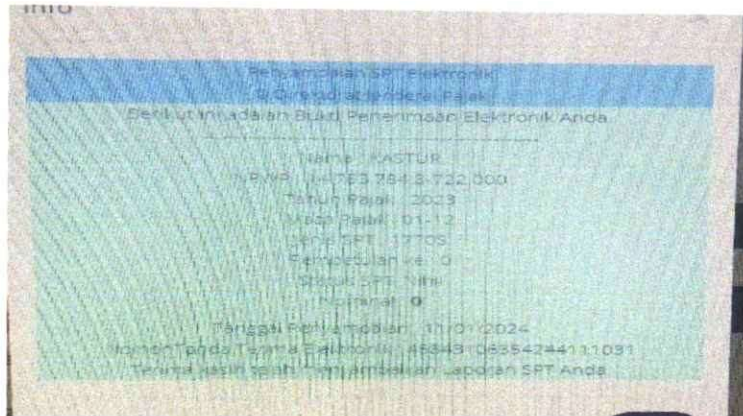 Info
Penyampaian SPT Elektronik
Direktorat Jenderal Pajak
Berikut ini adalah Bukti Penerimaan Elektronik Anda
Nama : KASTUR
NPWP :
Tahun Pajak : 2023
Masa Pajak : 01-12
Jenis SPT : 1770S
Pembetulan ke : 0
Status SPT : Nihil
Nominal : 0
Tanggal Penyampaian : 11/01/2024
Nomor Tanda Terima Elektronik :
Terima kasih telah menyampaikan Laporan SPT Anda